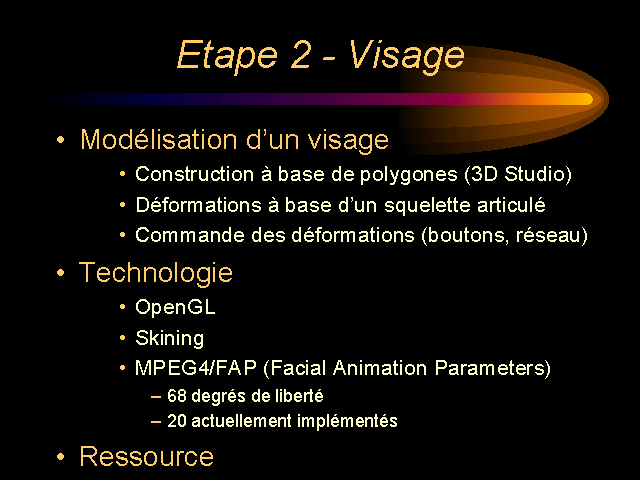 Etape 2 - Visage
• Modélisation d'un visage
• Construction à base de polygones (3D Studio)
• Déformations à base d'un squelette articulé
• Commande des déformations (boutons, réseau)
• Technologie
• OpenGL
• Skining
• MPEG4/FAP (Facial Animation Parameters)
– 68 degrés de liberté
– 20 actuellement implémentés
• Ressource